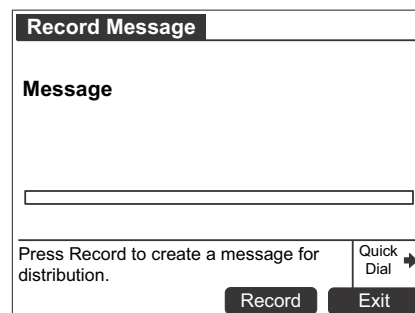 Record Message
Message
Press Record to create a message for
distribution.
Quick
Dial
Record
Exit